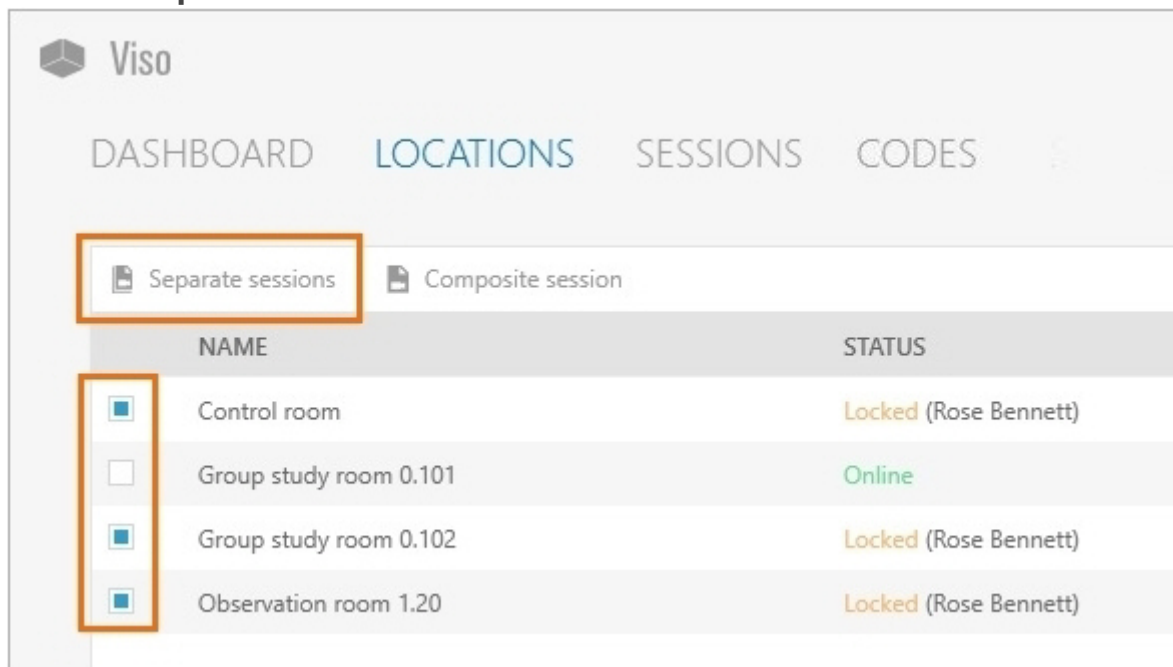 Viso
DASHBOARD LOCATIONS SESSIONS CODES
Separate sessions Composite session
NAME STATUS
Control room Locked (Rose Bennett)
Group study room 0.101 Online
Group study room 0.102 Locked (Rose Bennett)
Observation room 1.20 Locked (Rose Bennett)